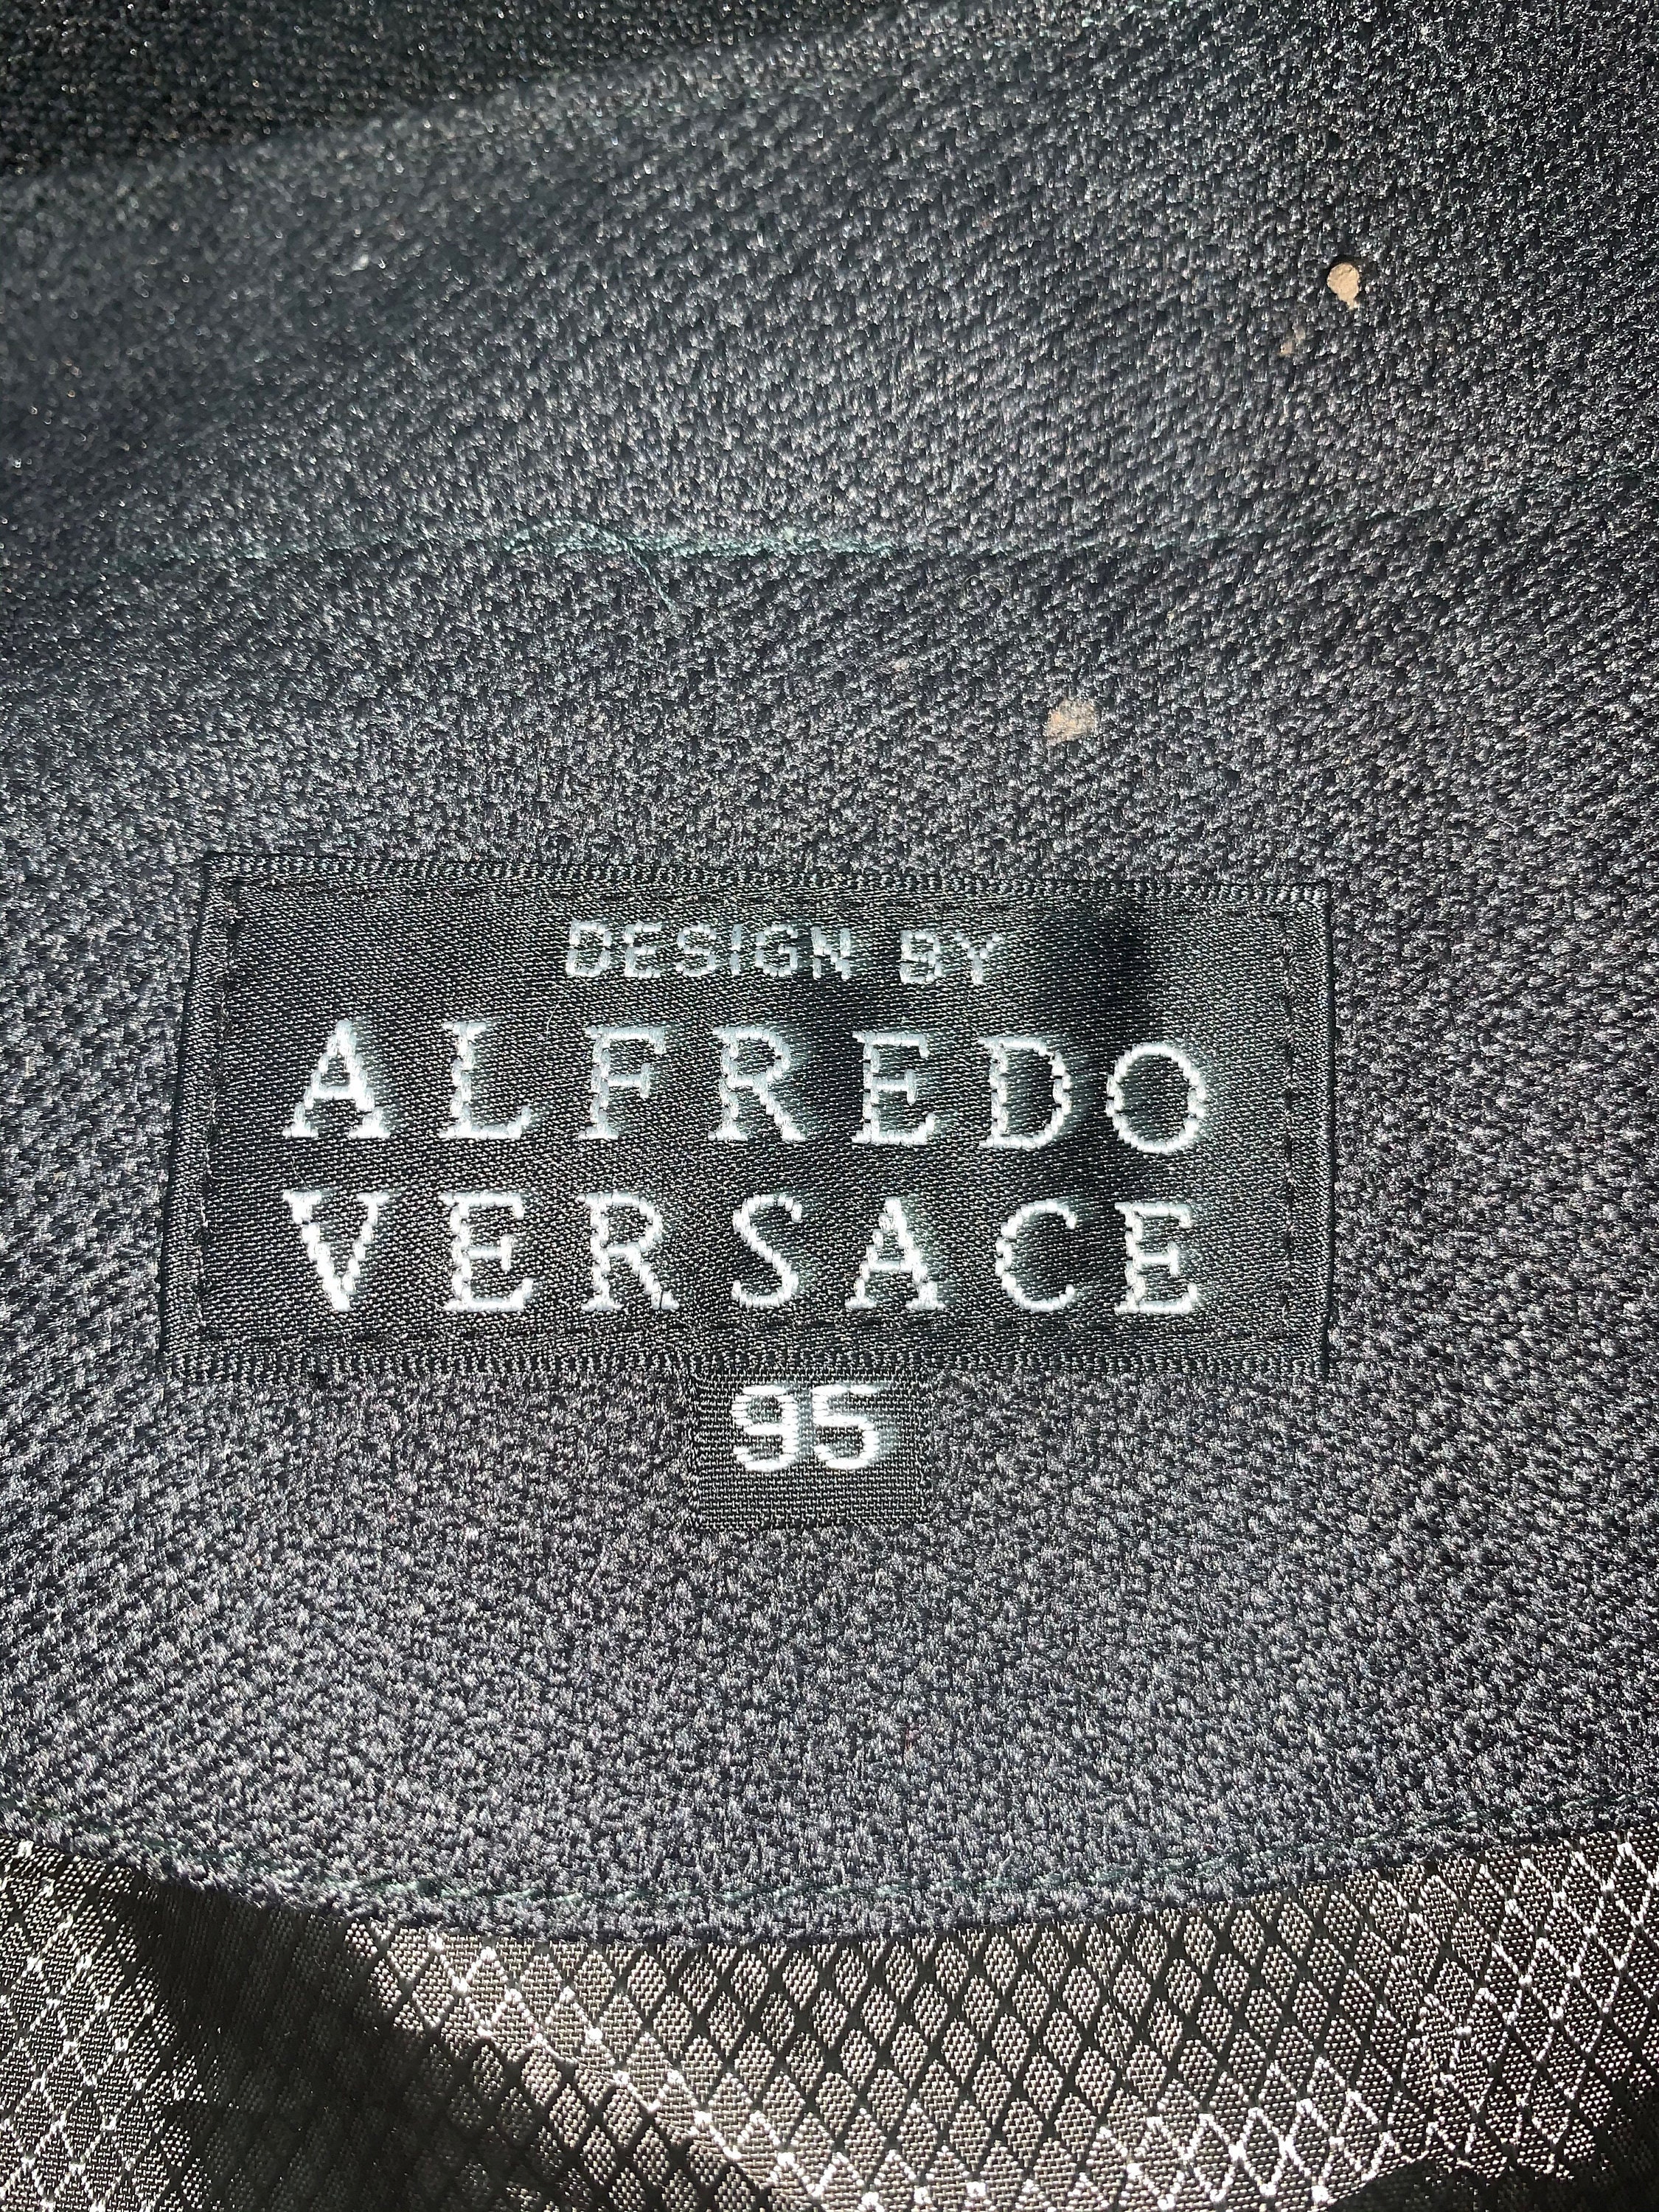 DESIGN BY
ALFREDO
VERSACE
95